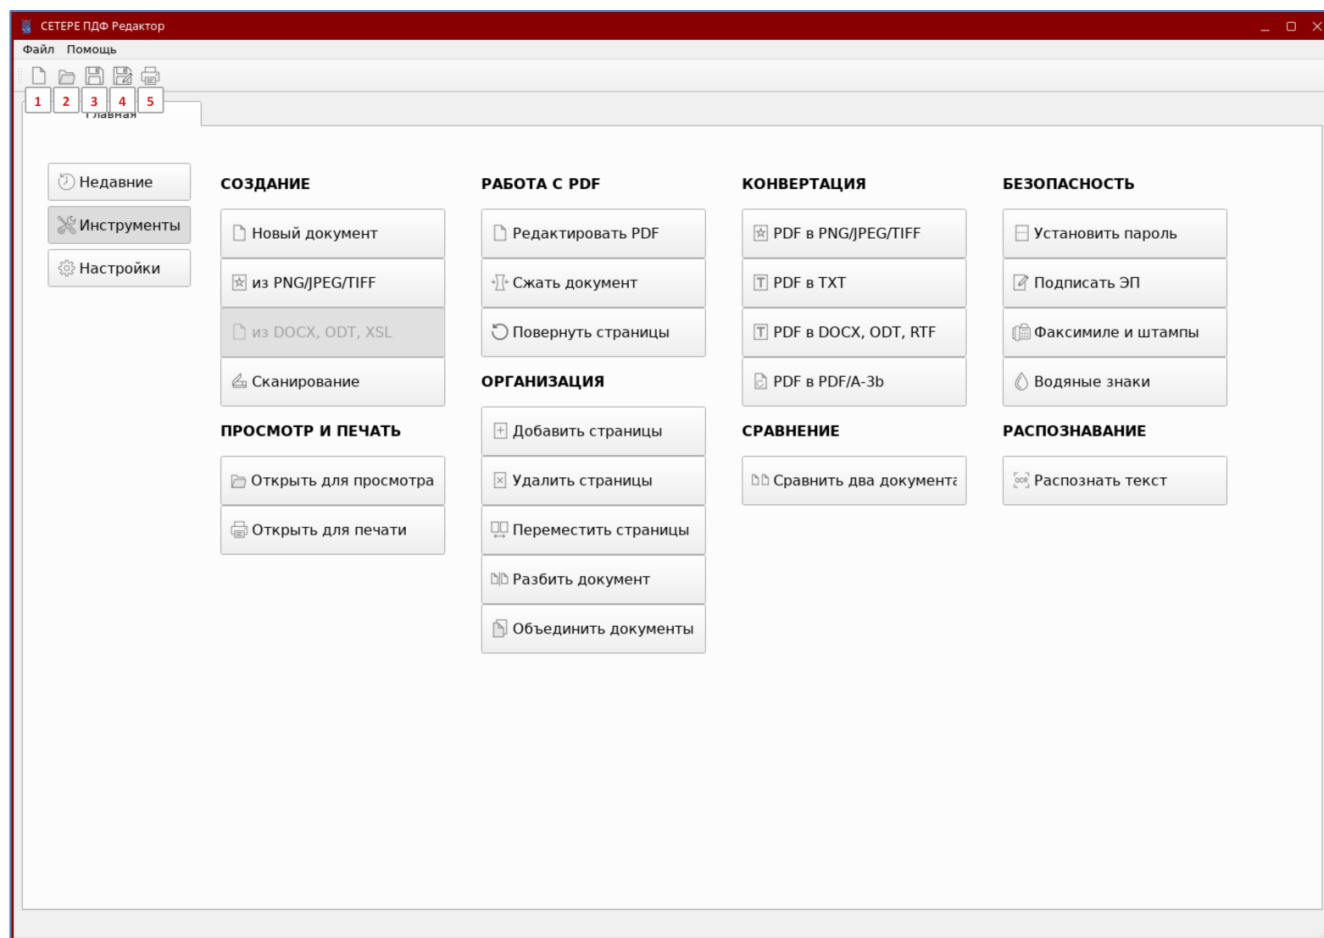 СЕТЕРЕ ПДФ Редактор
Файл Помощь
1 2 3 4 5
Главная
Недавние
Инструменты
Настройки
СОЗДАНИЕ
Новый документ
из PNG/JPEG/TIFF
из DOCX, ODT, XSL
Сканирование
ПРОСМОТР И ПЕЧАТЬ
Открыть для просмотра
Открыть для печати
РАБОТА С PDF
Редактировать PDF
Сжать документ
Повернуть страницы
ОРГАНИЗАЦИЯ
Добавить страницы
Удалить страницы
Переместить страницы
Разбить документ
Объединить документы
КОНВЕРТАЦИЯ
PDF в PNG/JPEG/TIFF
PDF в TXT
PDF в DOCX, ODT, RTF
PDF в PDF/A-3b
СРАВНЕНИЕ
Сравнить два документа
БЕЗОПАСНОСТЬ
Установить пароль
Подписать ЭП
Факсимиле и штампы
Водяные знаки
РАСПОЗНАВАНИЕ
Распознать текст